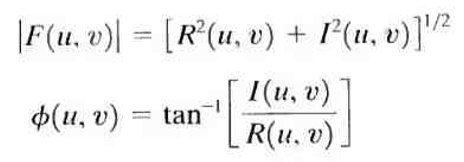 |F(u, v)| = [R²(u, v) + I²(u, v)]^{1/2}
ϕ(u, v) = tan⁻¹[I(u, v)/R(u, v)]